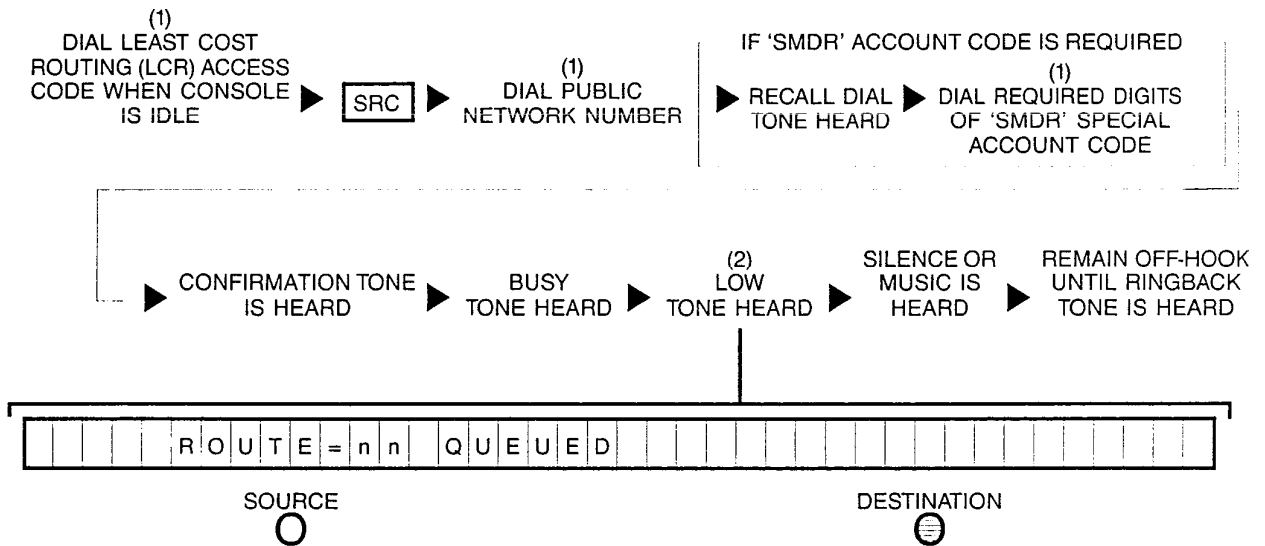 (1)
DIAL LEAST COST
ROUTING (LCR) ACCESS
CODE WHEN CONSOLE
IS IDLE
SRC
(1)
DIAL PUBLIC
NETWORK NUMBER
IF 'SMDR' ACCOUNT CODE IS REQUIRED
RECALL DIAL
TONE HEARD
(1)
DIAL REQUIRED DIGITS
OF 'SMDR' SPECIAL
ACCOUNT CODE
CONFIRMATION TONE
IS HEARD
BUSY
TONE HEARD
(2)
LOW
TONE HEARD
SILENCE OR
MUSIC IS
HEARD
REMAIN OFF-HOOK
UNTIL RINGBACK
TONE IS HEARD
ROUTE=nn QUEUED
SOURCE
DESTINATION